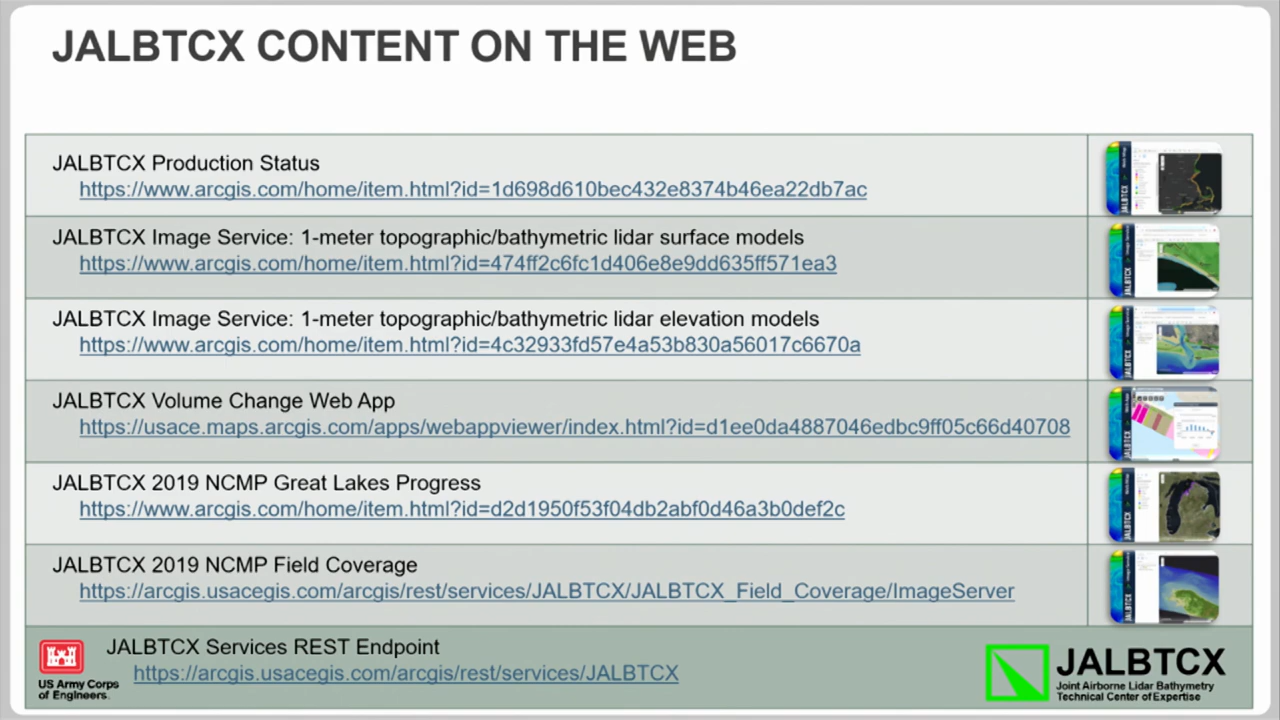 JALBTCX CONTENT ON THE WEB
JALBTCX Production Status
https://www.arcgis.com/home/item.html?id=1d698d610bec432e8374b46ea22db7ac
JALBTCX Image Service: 1-meter topographic/bathymetric lidar surface models
https://www.arcgis.com/home/item.html?id=474ff2c6fc1d406e8e9dd635ff571ea3
JALBTCX Image Service: 1-meter topographic/bathymetric lidar elevation models
https://www.arcgis.com/home/item.html?id=4c32933fd57e4a53b830a56017c6670a
JALBTCX Volume Change Web App
https://usace.maps.arcgis.com/apps/webappviewer/index.html?id=d1ee0da4887046edbc9ff05c66d40708
JALBTCX 2019 NCMP Great Lakes Progress
https://www.arcgis.com/home/item.html?id=d2d1950f53f04db2abf0d46a3b0def2c
JALBTCX 2019 NCMP Field Coverage
https://arcgis.usacegis.com/arcgis/rest/services/JALBTCX/JALBTCX_Field_Coverage/ImageServer
JALBTCX Services REST Endpoint
https://arcgis.usacegis.com/arcgis/rest/services/JALBTCX
US Army Corps
of Engineers.
JALBTCX
Joint Airborne Lidar Bathymetry
Technical Center of Expertise
JALBTCX
JALBTCX
JALBTCX
JALBTCX
JALBTCX
JALBTCX